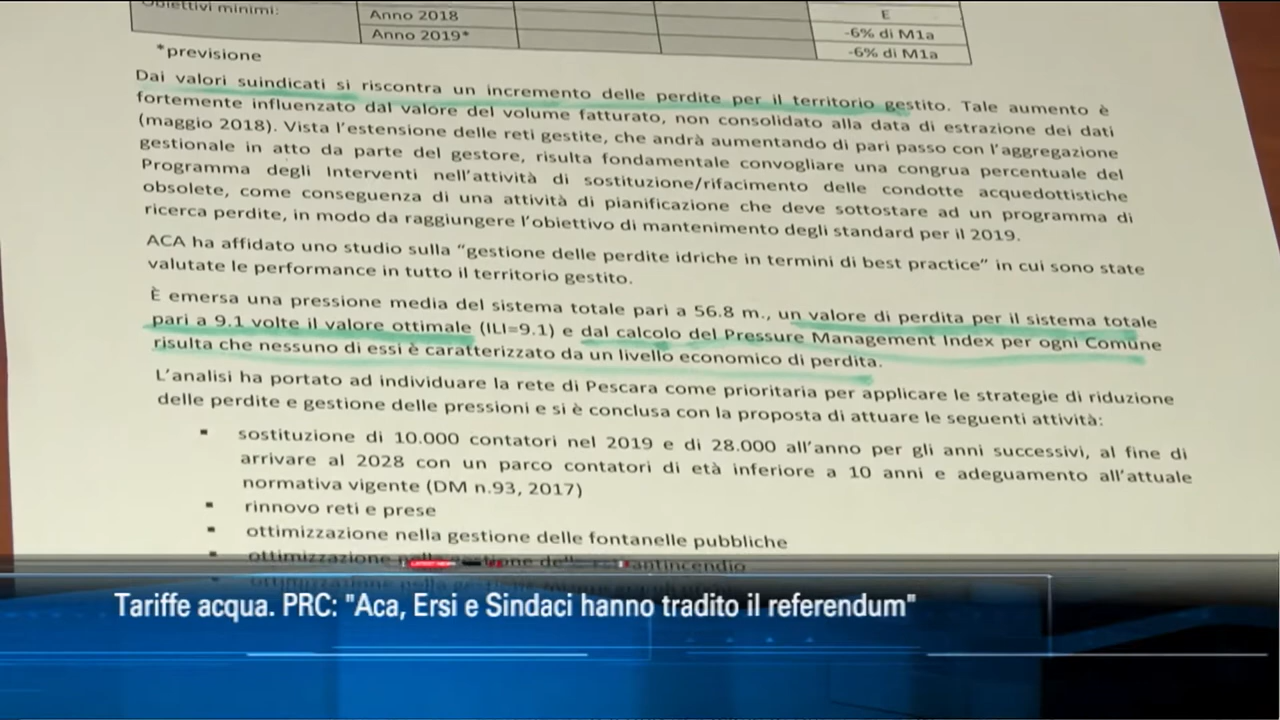 Obiettivi minimi:
Anno 2018
E
Anno 2019*
-6% di M1a
-6% di M1a
*previsione
Dai valori suindicati si riscontra un incremento delle perdite per il territorio gestito. Tale aumento è
fortemente influenzato dal valore del volume fatturato, non consolidato alla data di estrazione dei dati
(maggio 2018). Vista l'estensione delle reti gestite, che andrà aumentando di pari passo con l'aggregazione
gestionale in atto da parte del gestore, risulta fondamentale convogliare una congrua percentuale del
Programma degli Interventi nell'attività di sostituzione/rifacimento delle condotte acquedottistiche
obsolete, come conseguenza di una attività di pianificazione che deve sottostare ad un programma di
ricerca perdite, in modo da raggiungere l'obiettivo di mantenimento degli standard per il 2019.
ACA ha affidato uno studio sulla "gestione delle perdite idriche in termini di best practice" in cui sono state
valutate le performance in tutto il territorio gestito.
È emersa una pressione media del sistema totale pari a 56.8 m., un valore di perdita per il sistema totale
pari a 9.1 volte il valore ottimale (ILI=9.1) e dal calcolo del Pressure Management Index per ogni Comune
risulta che nessuno di essi è caratterizzato da un livello economico di perdita.
L'analisi ha portato ad individuare la rete di Pescara come prioritaria per applicare le strategie di riduzione
delle perdite e gestione delle pressioni e si è conclusa con la proposta di attuare le seguenti attività:
▪ sostituzione di 10.000 contatori nel 2019 e di 28.000 all'anno per gli anni successivi, al fine di
arrivare al 2028 con un parco contatori di età inferiore a 10 anni e adeguamento all'attuale
normativa vigente (DM n.93, 2017)
▪ rinnovo reti e prese
▪ ottimizzazione nella gestione delle fontanelle pubbliche
▪ ottimizzazione nella gestione antincendio
LATEST NEWS
Tariffe acqua. PRC: "Aca, Ersi e Sindaci hanno tradito il referendum"